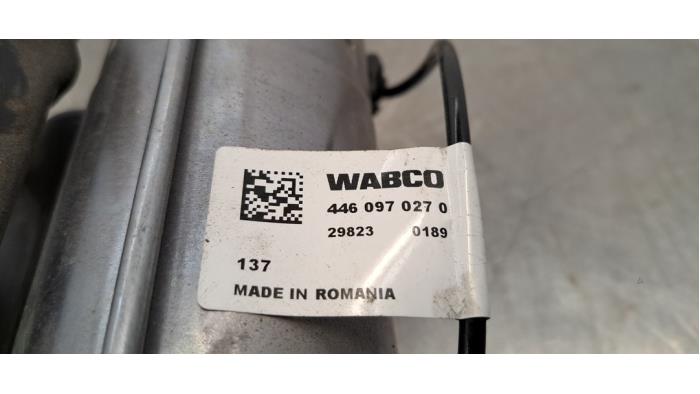 WABCO
446 097 027 0
29823 0189
137
MADE IN ROMANIA